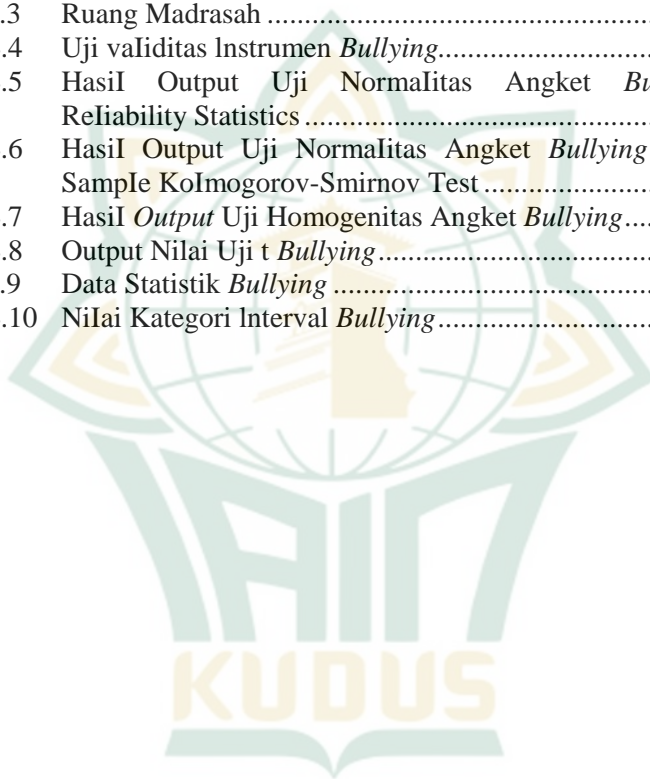 .3 Ruang Madrasah ....................................................................
.4 Uji vaIiditas lnstrumen Bullying....................................
.5 HasiI Output Uji NormaIitas Angket Bu
ReIiability Statistics ..............................................................
.6 HasiI Output Uji NormaIitas Angket Bullying
SampIe KoImogorov-Smirnov Test .............................
.7 HasiI Output Uji Homogenitas Angket Bullying....
.8 Output Nilai Uji t Bullying..............................................
.9 Data Statistik Bullying .....................................................
.10 NiIai Kategori lnterval Bullying....................................
IAIN
KUDUS